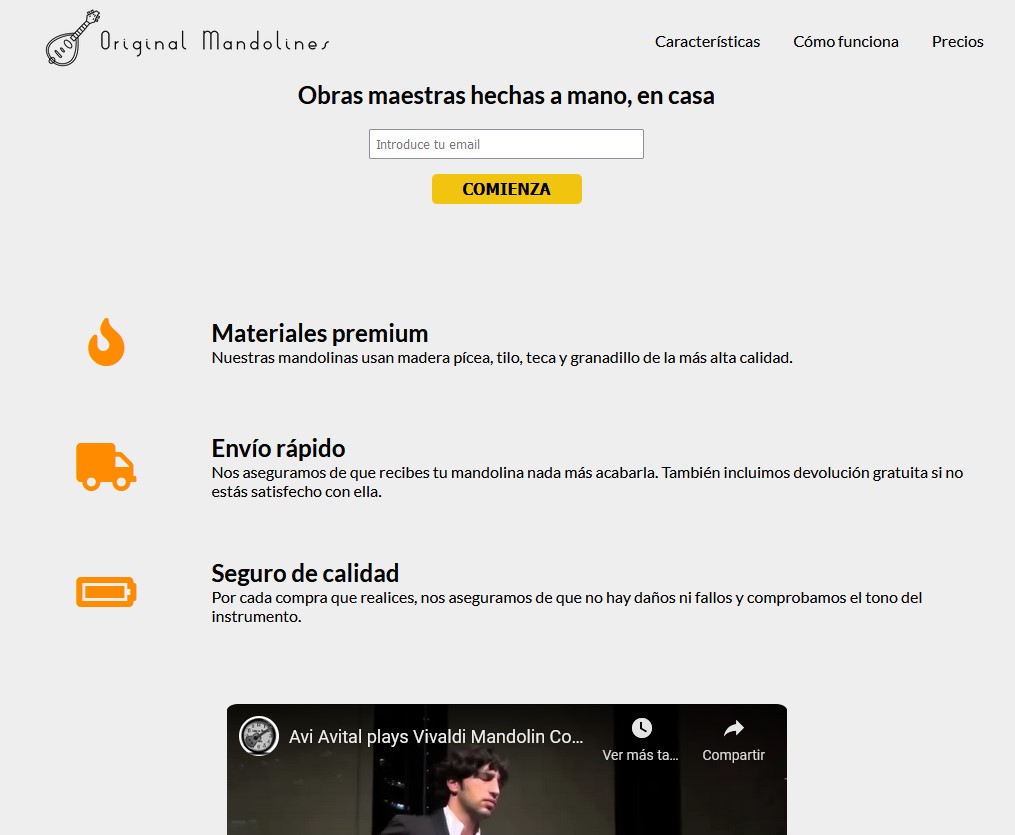 Original Mandolines
Características
Cómo funciona
Precios
Obras maestras hechas a mano, en casa
Introduce tu email
COMIENZA
Materiales premium
Nuestras mandolinas usan madera pícea, tilo, teca y granadillo de la más alta calidad.
Envío rápido
Nos aseguramos de que recibes tu mandolina nada más acabarla. También incluimos devolución gratuita si no
estás satisfecho con ella.
Seguro de calidad
Por cada compra que realices, nos aseguramos de que no hay daños ni fallos y comprobamos el tono del
instrumento.
Avi Avital plays Vivaldi Mandolin Co...
Ver más ta...
Compartir